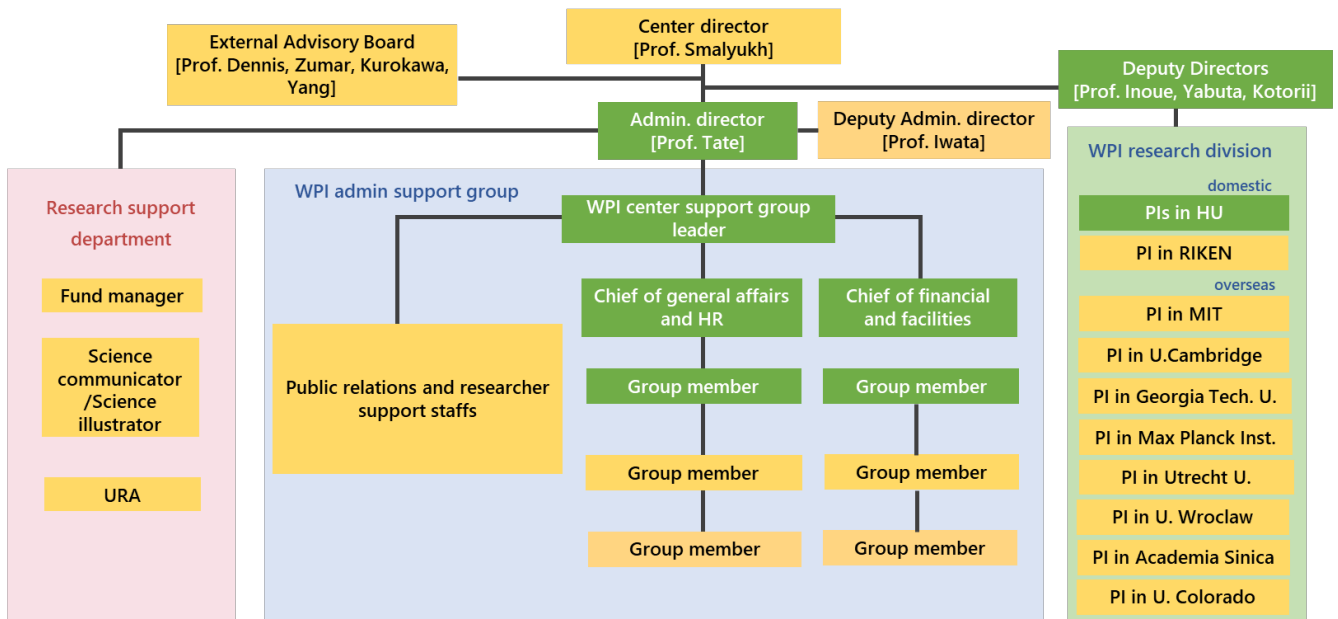 Center director
[Prof. Smalyukh]
External Advisory Board
[Prof. Dennis, Zumar, Kurokawa,
Yang]
Deputy Directors
[Prof. Inoue, Yabuta, Kotorii]
Admin. director
[Prof. Tate]
Deputy Admin. director
[Prof. Iwata]
Research support
department
Fund manager
Science
communicator
/Science
illustrator
URA
WPI admin support group
WPI center support group
leader
Public relations and researcher
support staffs
Chief of general affairs
and HR
Group member
Group member
Group member
Chief of financial
and facilities
Group member
Group member
Group member
WPI research division
domestic
PIs in HU
PI in RIKEN
overseas
PI in MIT
PI in U.Cambridge
PI in Georgia Tech. U.
PI in Max Planck Inst.
PI in Utrecht U.
PI in U. Wroclaw
PI in Academia Sinica
PI in U. Colorado